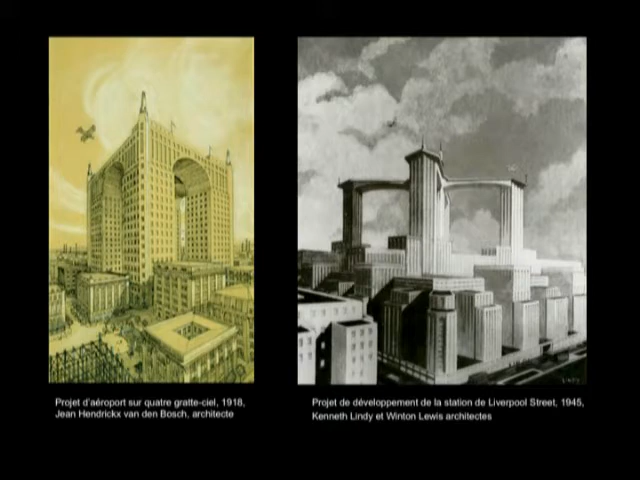 Projet d'aéroport sur quatre gratte-ciel, 1918,
Jean Hendrickx van den Bosch, architecte
Projet de développement de la station de Liverpool Street, 1945,
Kenneth Lindy et Winton Lewis architectes